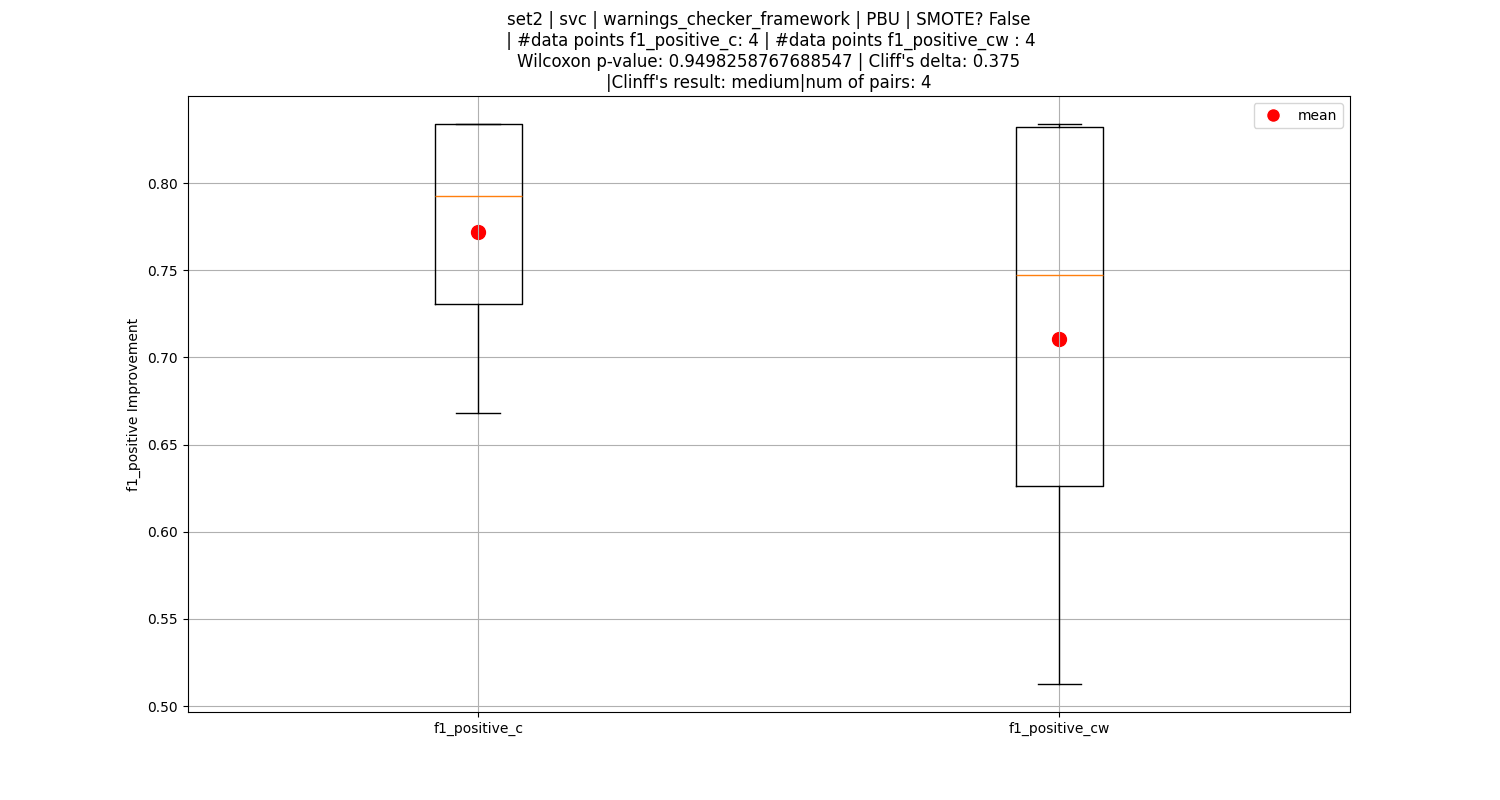 set2 | svc | warnings_checker_framework | PBU | SMOTE? False
| #data points f1_positive_c: 4 | #data points f1_positive_cw : 4
Wilcoxon p-value: 0.9498258767688547 | Cliff's delta: 0.375
|Clinff's result: medium|num of pairs: 4
mean
0.80
0.75
0.70
0.65
0.60
0.55
0.50
f1_positive Improvement
f1_positive_c
f1_positive_cw